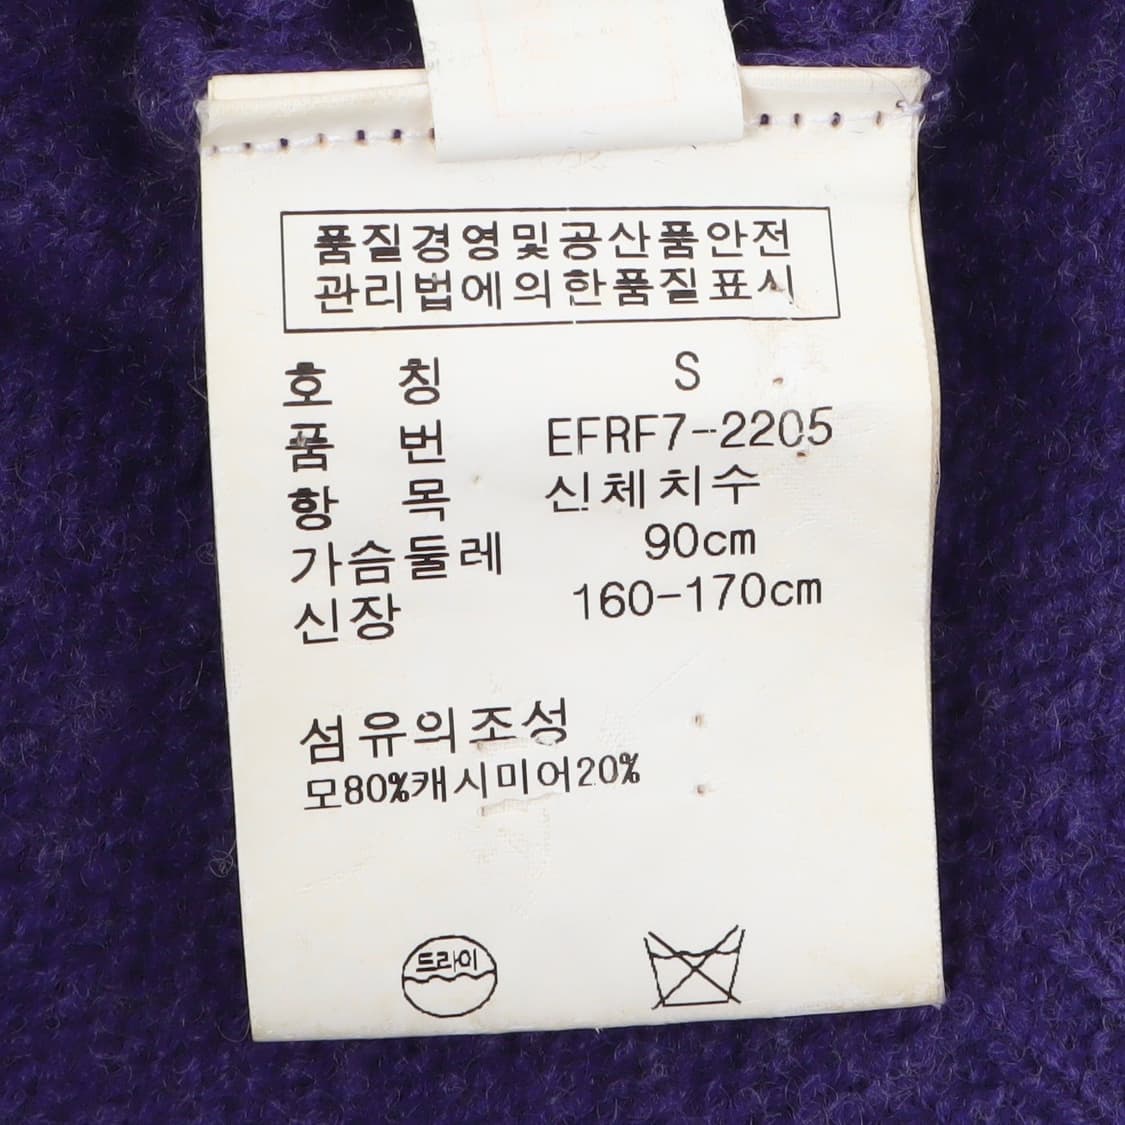 품질경영및공산품안전
관리법에의한품질표시
호 칭 S
품 번 EFRF7-2205
항 목 신체치수
가슴둘레 90cm
신장 160-170cm
섬유의조성
모80%캐시미어20%
드라이